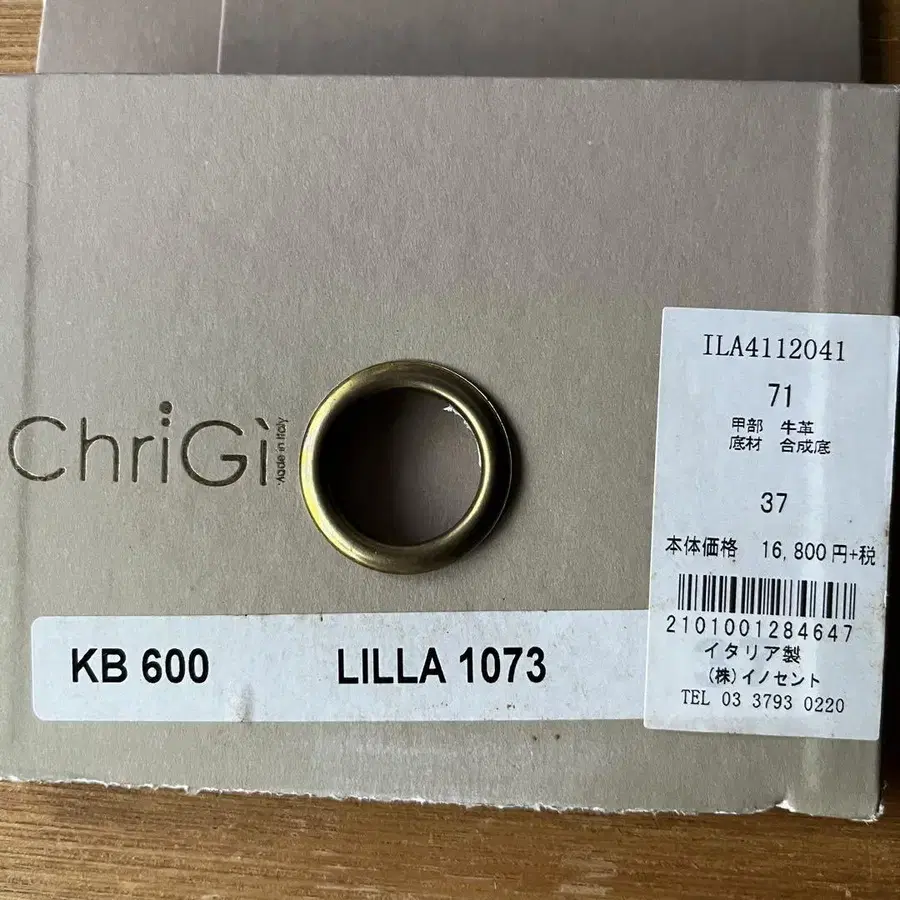 ChriGì
Made in Italy
KB 600 LILLA 1073
ILA4112041
71
甲部 牛革
底材 合成底
37
本体価格 16,800円+税
2101001284647
イタリア製
(株)イノセント
TEL 03 3793 0220